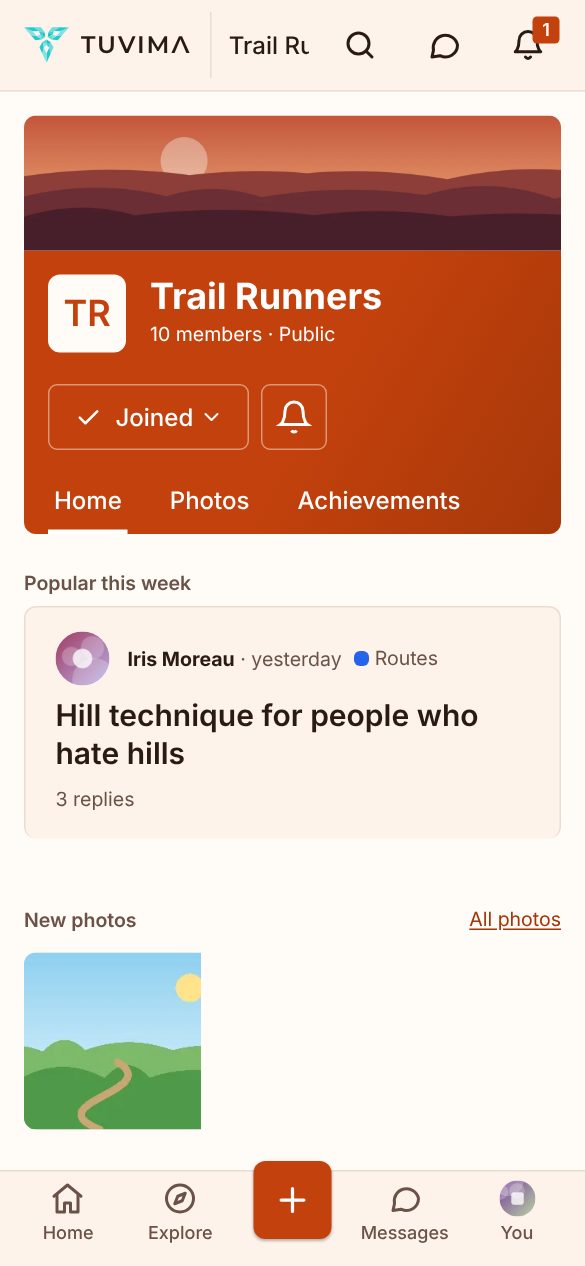 TUVIMA
Trail Ru
1
TR
Trail Runners
10 members · Public
Joined
Home Photos Achievements
Popular this week
Iris Moreau · yesterday Routes
Hill technique for people who
hate hills
3 replies
New photos All photos
Home Explore Messages You